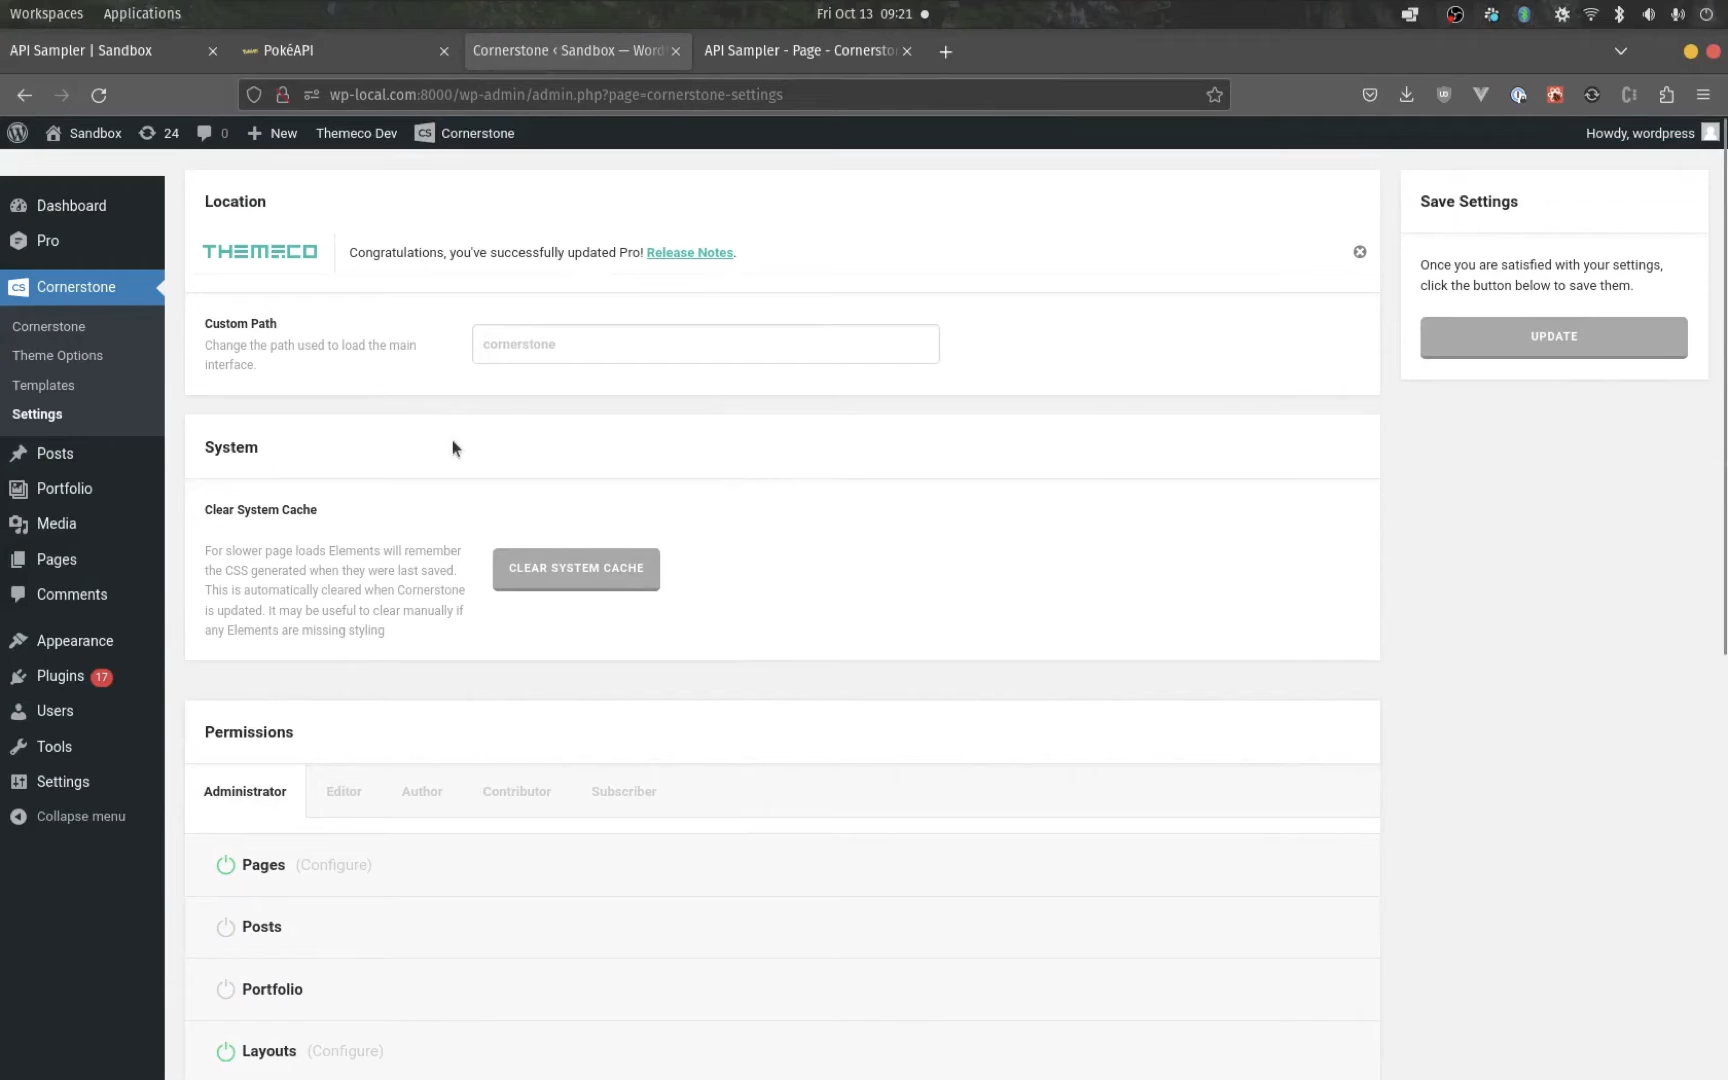 Workspaces Applications Fri Oct 13 09:21
API Sampler | Sandbox PokéAPI Cornerstone ‹ Sandbox — Word API Sampler - Page - Cornersto
wp-local.com:8000/wp-admin/admin.php?page=cornerstone-settings
Sandbox 24 0 New Themeco Dev CS Cornerstone Howdy, wordpress
Dashboard
Pro
CS Cornerstone
Cornerstone
Theme Options
Templates
Settings
Posts
Portfolio
Media
Pages
Comments
Appearance
Plugins 17
Users
Tools
Settings
Collapse menu
Location
THEMECO Congratulations, you've successfully updated Pro! Release Notes.
Custom Path
Change the path used to load the main
interface.
cornerstone
System
Clear System Cache
For slower page loads Elements will remember
the CSS generated when they were last saved.
This is automatically cleared when Cornerstone
is updated. It may be useful to clear manually if
any Elements are missing styling
CLEAR SYSTEM CACHE
Permissions
Administrator Editor Author Contributor Subscriber
Pages (Configure)
Posts
Portfolio
Layouts (Configure)
Save Settings
Once you are satisfied with your settings,
click the button below to save them.
UPDATE